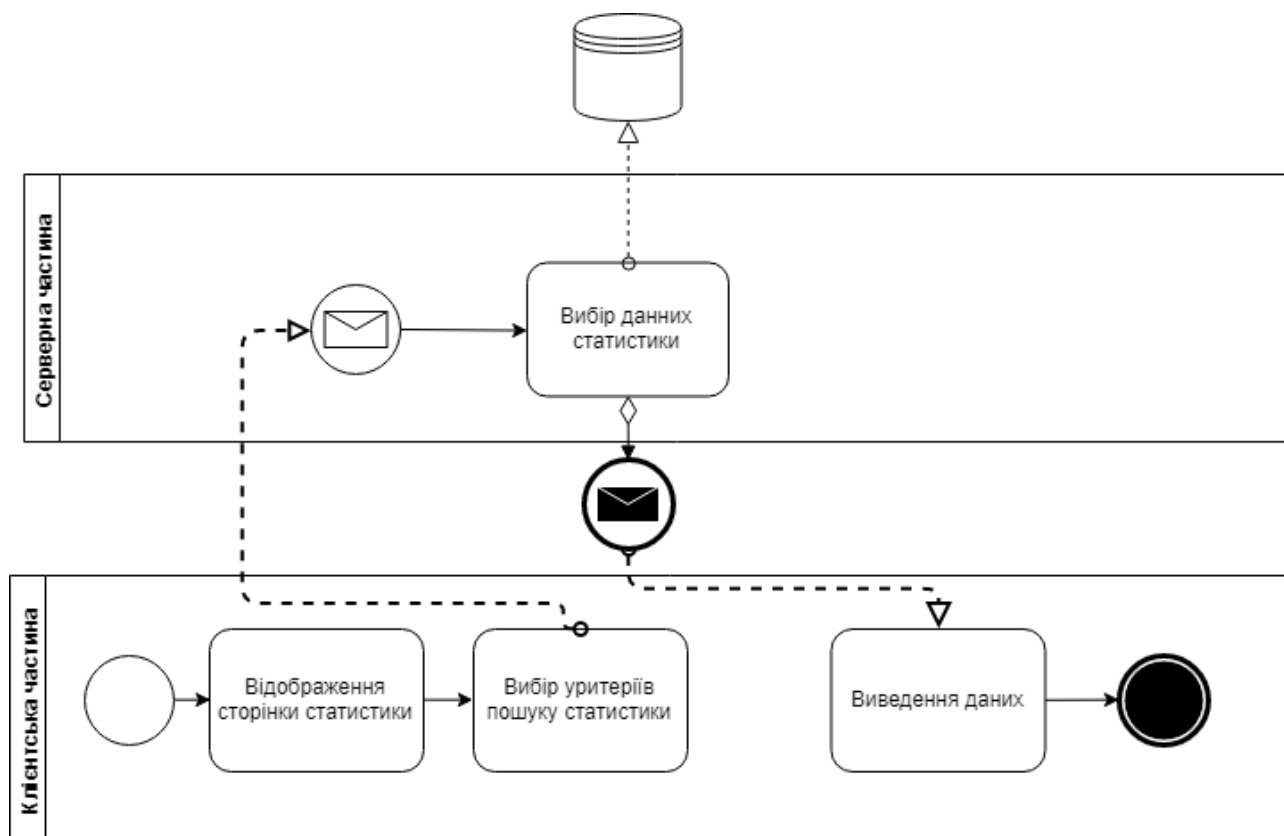 Серверна частина
Вибір данних
статистики
Клієнтська частина
Відображення
сторінки статистики
Вибір уритеріїв
пошуку статистики
Виведення даних